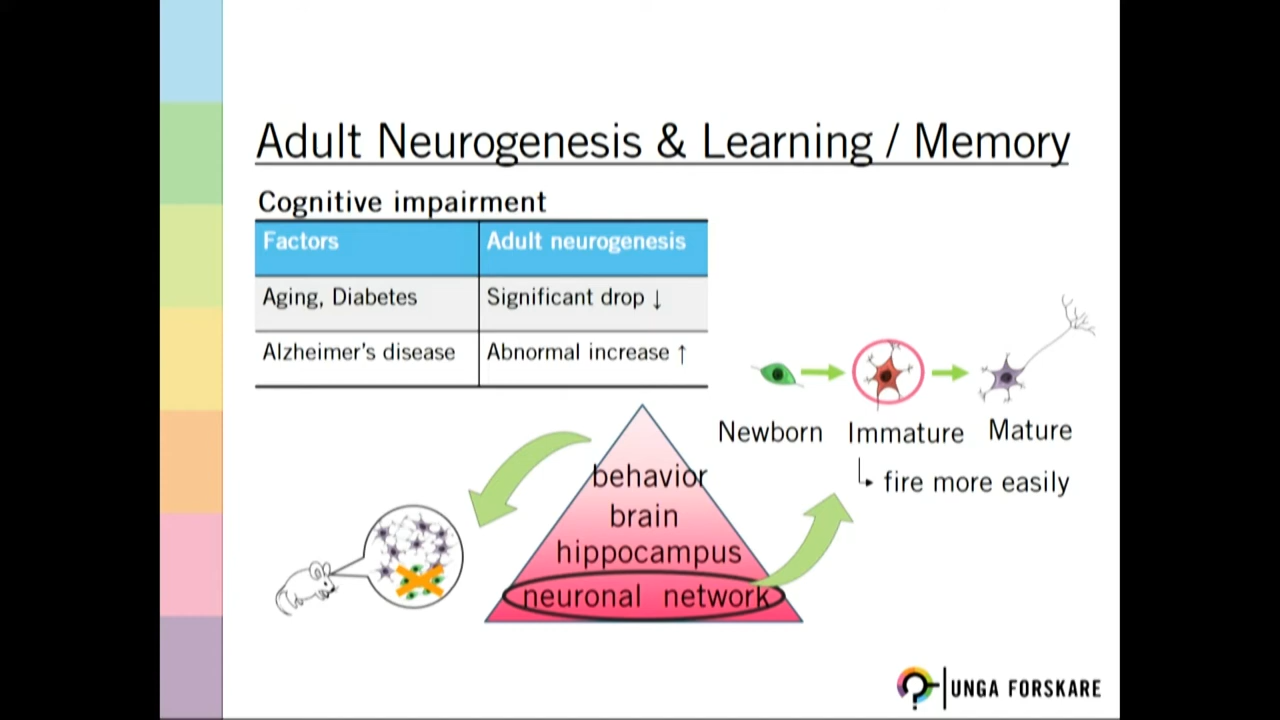 Adult Neurogenesis & Learning / Memory
Cognitive impairment
Factors
Adult neurogenesis
Aging, Diabetes
Significant drop ↓
Alzheimer's disease
Abnormal increase ↑
Newborn
Immature
Mature
fire more easily
behavior
brain
hippocampus
neuronal network
UNGA FORSKARE